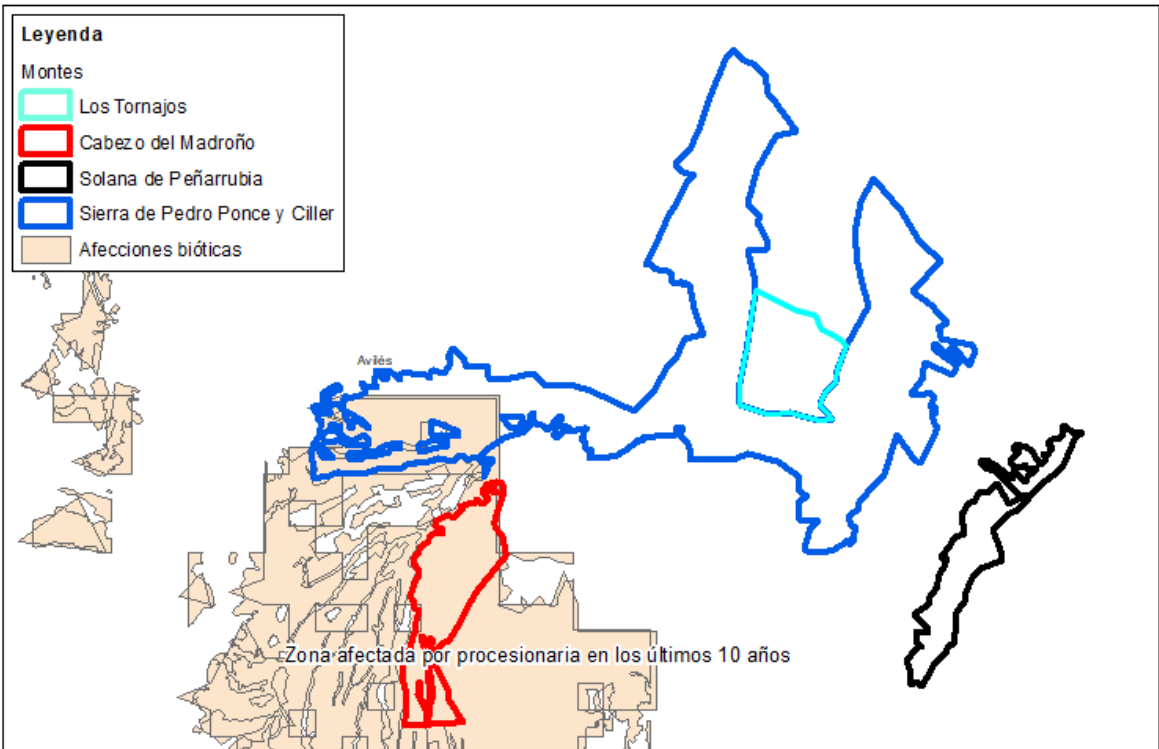 Leyenda
Montes
Los Tornajos
Cabezo del Madroño
Solana de Peñarrubia
Sierra de Pedro Ponce y Ciller
Afecciones bióticas
Avilés
Zona afectada por procesionaria en los últimos 10 años